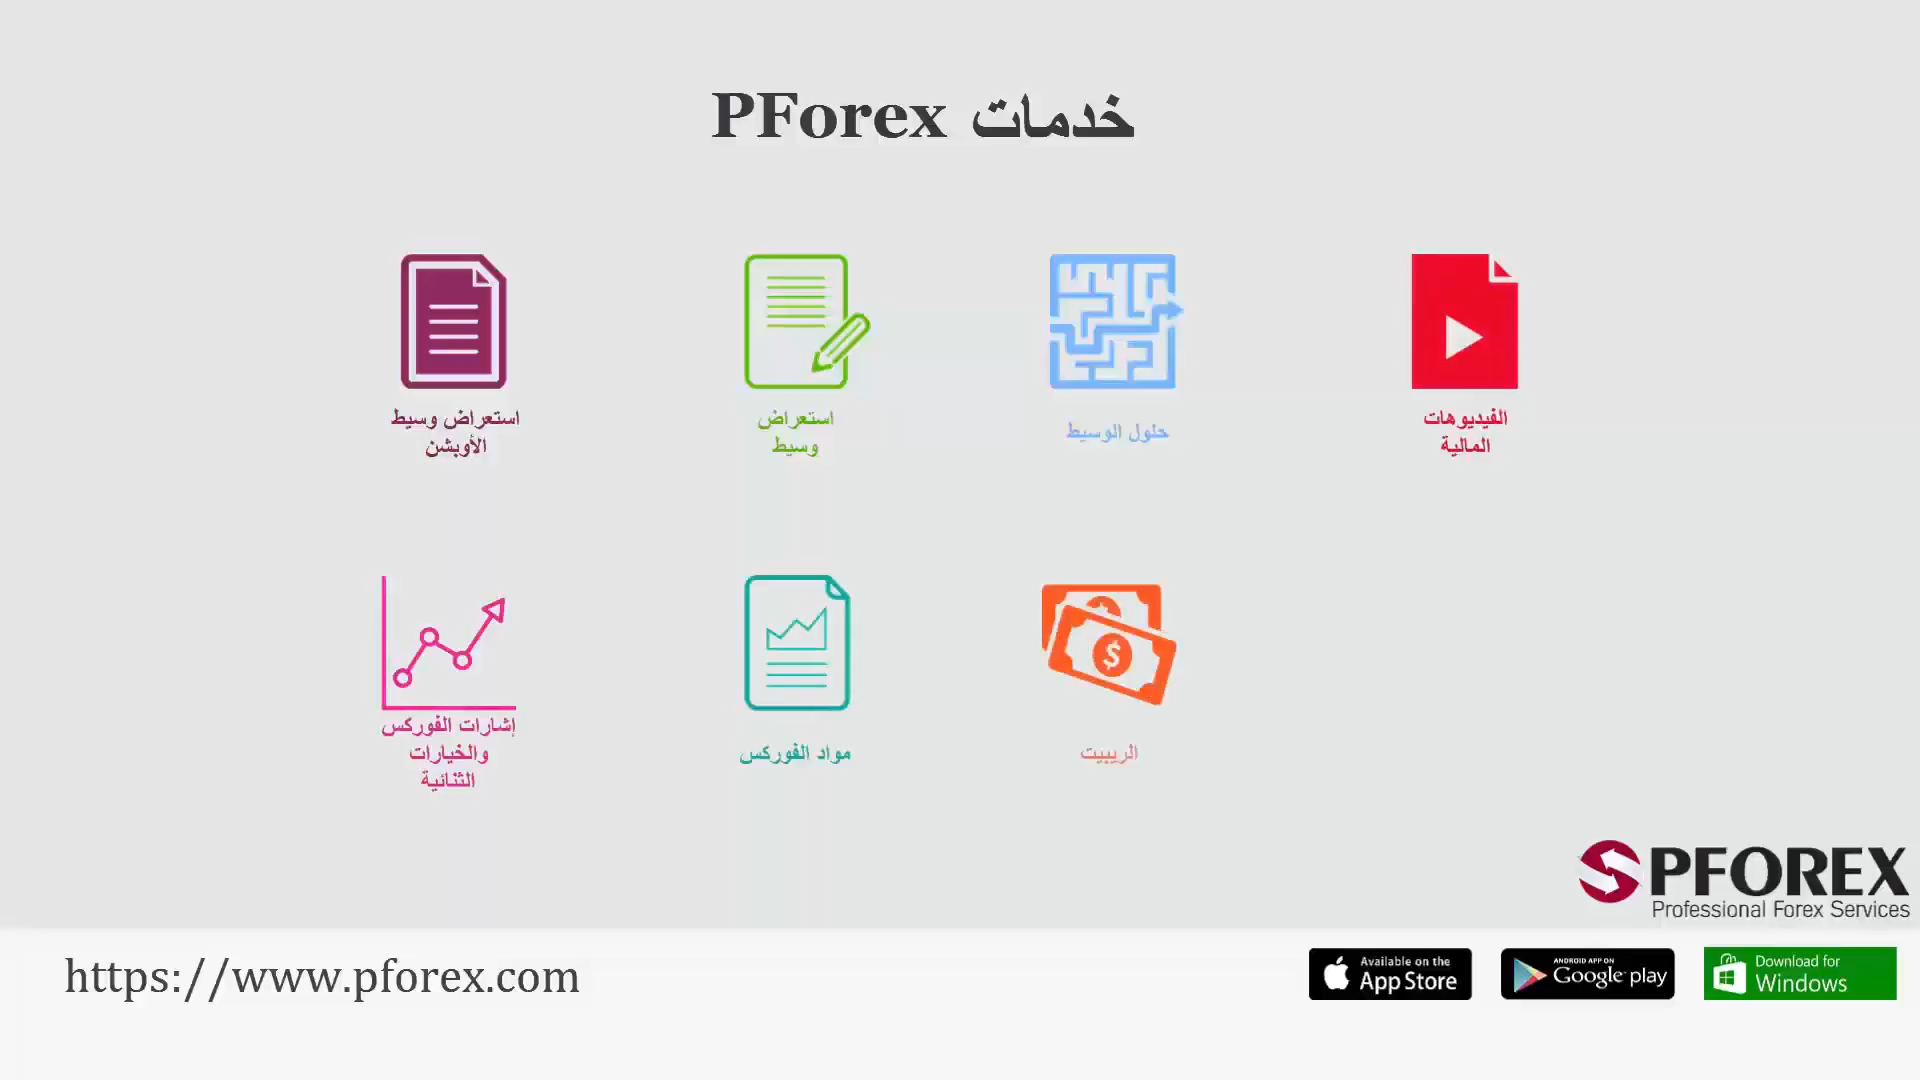 خدمات PForex
الفيديوهات
المالية
حلول الوسيط
استعراض
وسيط
استعراض وسيط
الأوبشن
الريبيت
مواد الفوركس
إشارات الفوركس
والخيارات
الثنائية
PFOREX
Professional Forex Services
https://www.pforex.com
Available on the
App Store
ANDROID APP ON
Google play
Download for
Windows